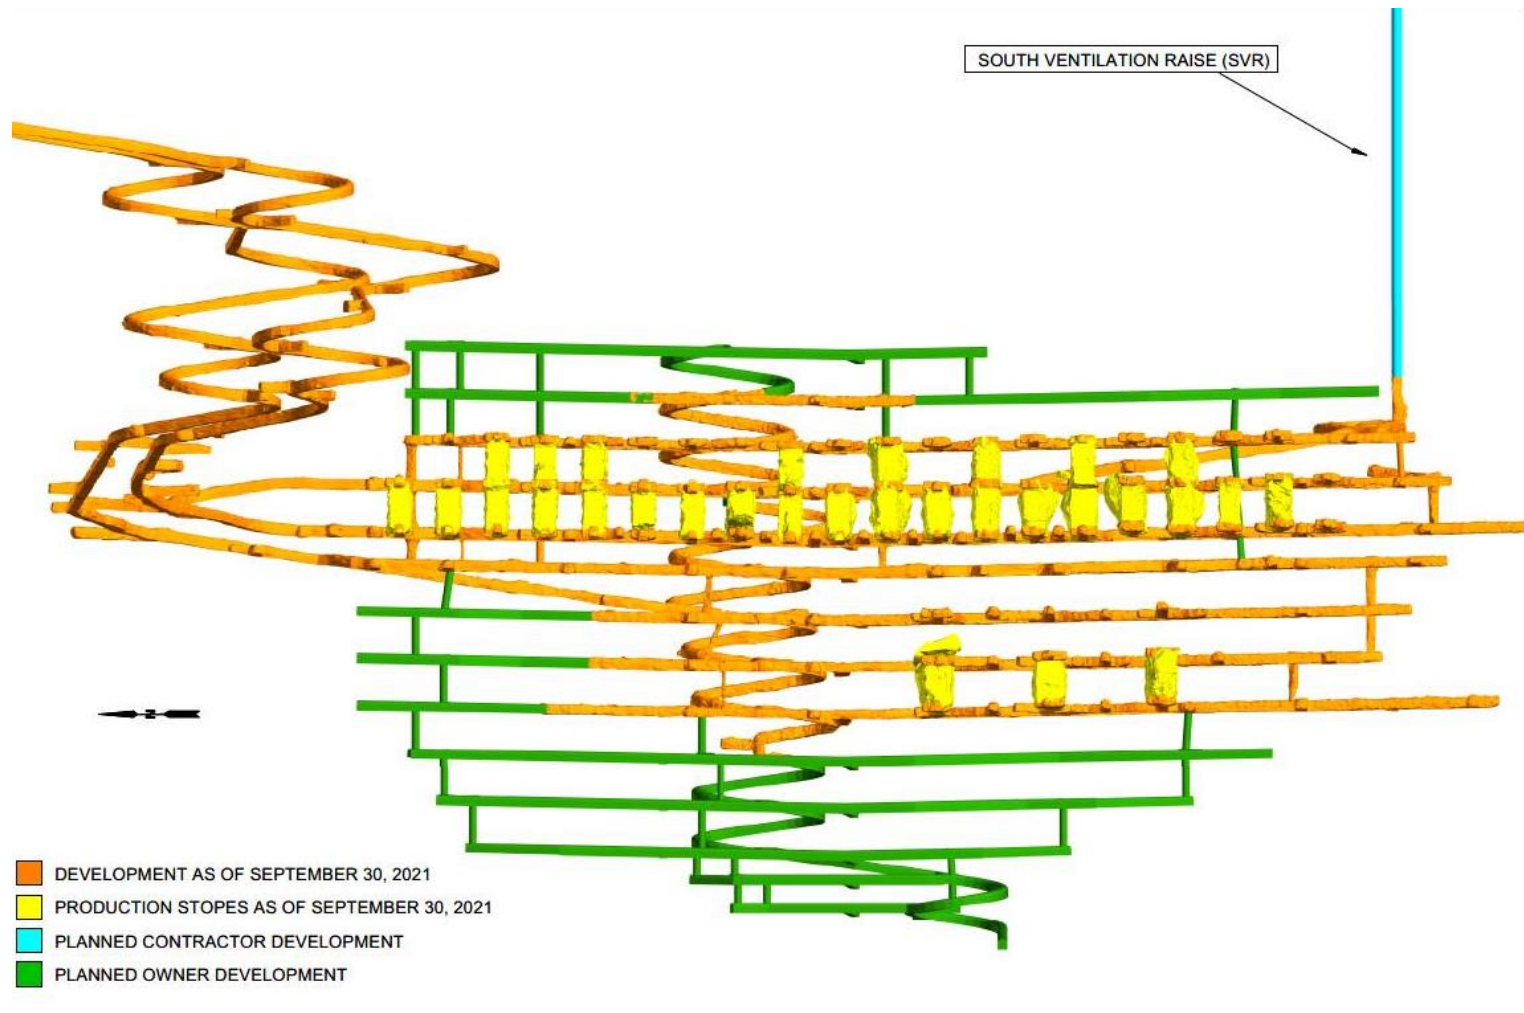 SOUTH VENTILATION RAISE (SVR)
N
DEVELOPMENT AS OF SEPTEMBER 30, 2021
PRODUCTION STOPES AS OF SEPTEMBER 30, 2021
PLANNED CONTRACTOR DEVELOPMENT
PLANNED OWNER DEVELOPMENT